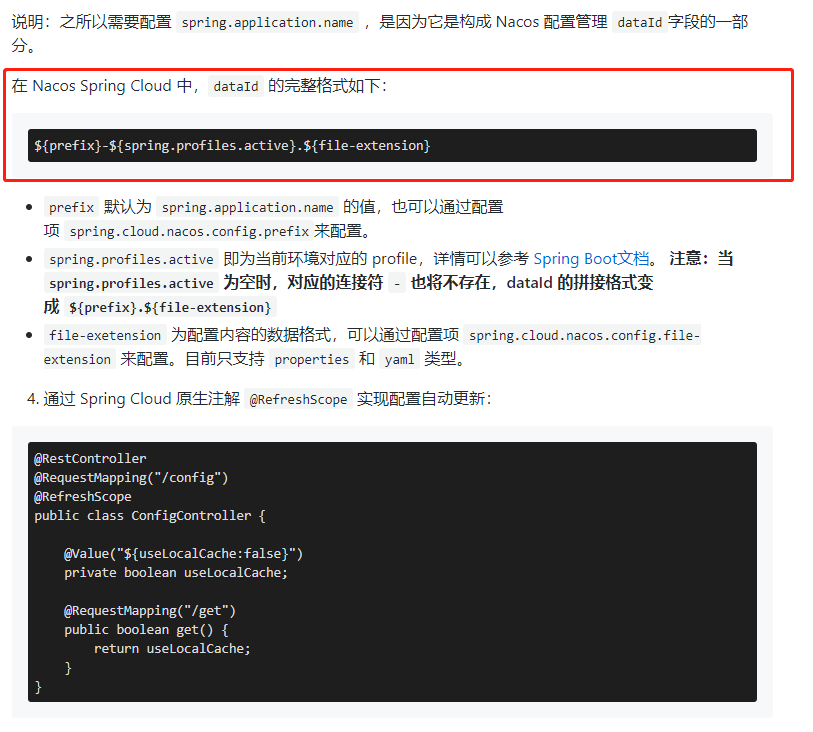 说明：之所以需要配置 spring.application.name ，是因为它是构成 Nacos 配置管理 dataId 字段的一部
分。
在 Nacos Spring Cloud 中，dataId 的完整格式如下：
${prefix}-${spring.profiles.active}.${file-extension}
• prefix 默认为 spring.application.name 的值，也可以通过配置
项 spring.cloud.nacos.config.prefix 来配置。
• spring.profiles.active 即为当前环境对应的 profile，详情可以参考 Spring Boot文档。 注意：当
spring.profiles.active 为空时，对应的连接符 - 也将不存在，dataId 的拼接格式变
成 ${prefix}.${file-extension}
• file-exetension 为配置内容的数据格式，可以通过配置项 spring.cloud.nacos.config.file-
extension 来配置。目前只支持 properties 和 yaml 类型。
4. 通过 Spring Cloud 原生注解 @RefreshScope 实现配置自动更新：
@RestController
@RequestMapping("/config")
@RefreshScope
public class ConfigController {
    @Value("${useLocalCache:false}")
    private boolean useLocalCache;
    @RequestMapping("/get")
    public boolean get() {
        return useLocalCache;
    }
}